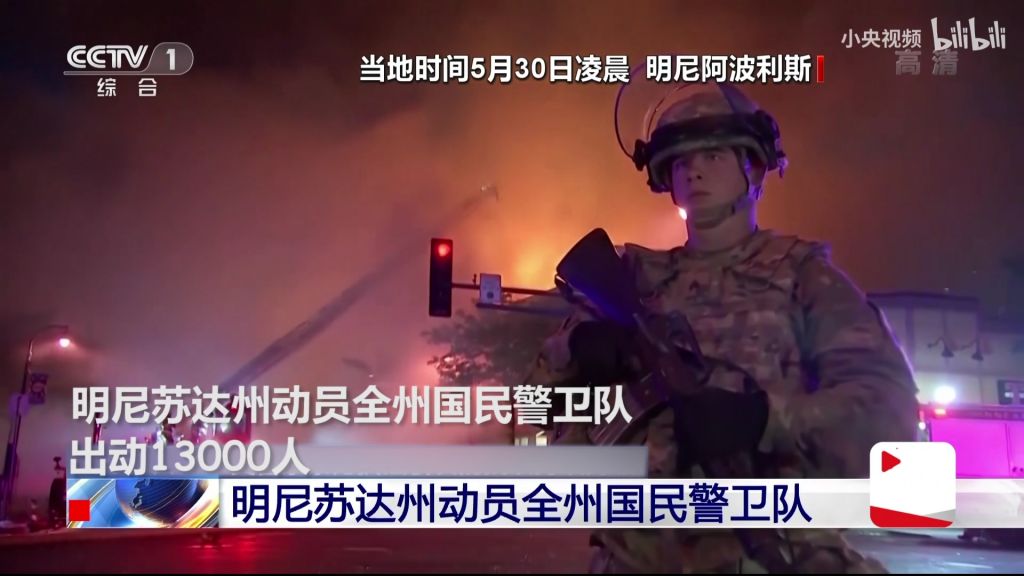 CCTV 1
综合
小央视频 bilibili
高清
当地时间5月30日凌晨 明尼阿波利斯
明尼苏达州动员全州国民警卫队
出动13000人
明尼苏达州动员全州国民警卫队